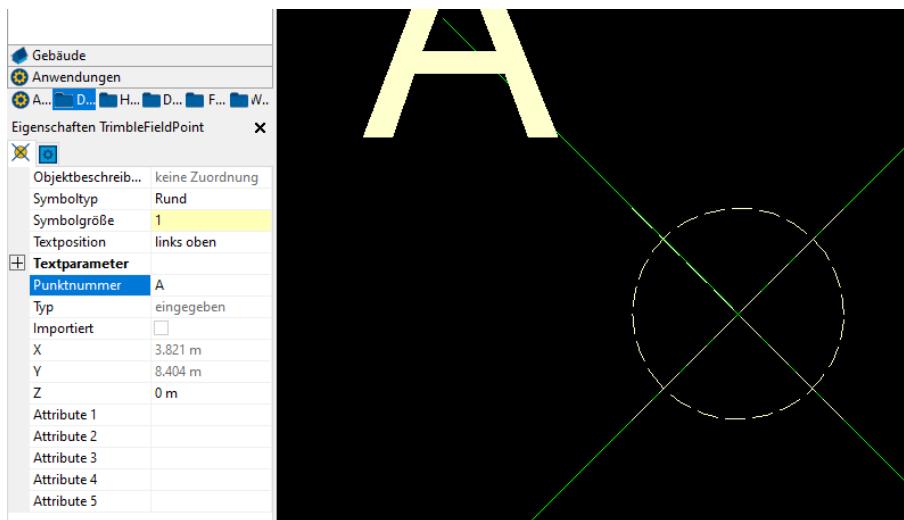 Gebäude
Anwendungen
A... D... H... D... F... W..
Eigenschaften TrimbleFieldPoint
Objektbeschreib... keine Zuordnung
Symboltyp Rund
Symbolgröße 1
Textposition links oben
Textparameter
Punktnummer A
Typ eingegeben
Importiert
X 3.821 m
Y 8.404 m
Z 0 m
Attribute 1
Attribute 2
Attribute 3
Attribute 4
Attribute 5
A